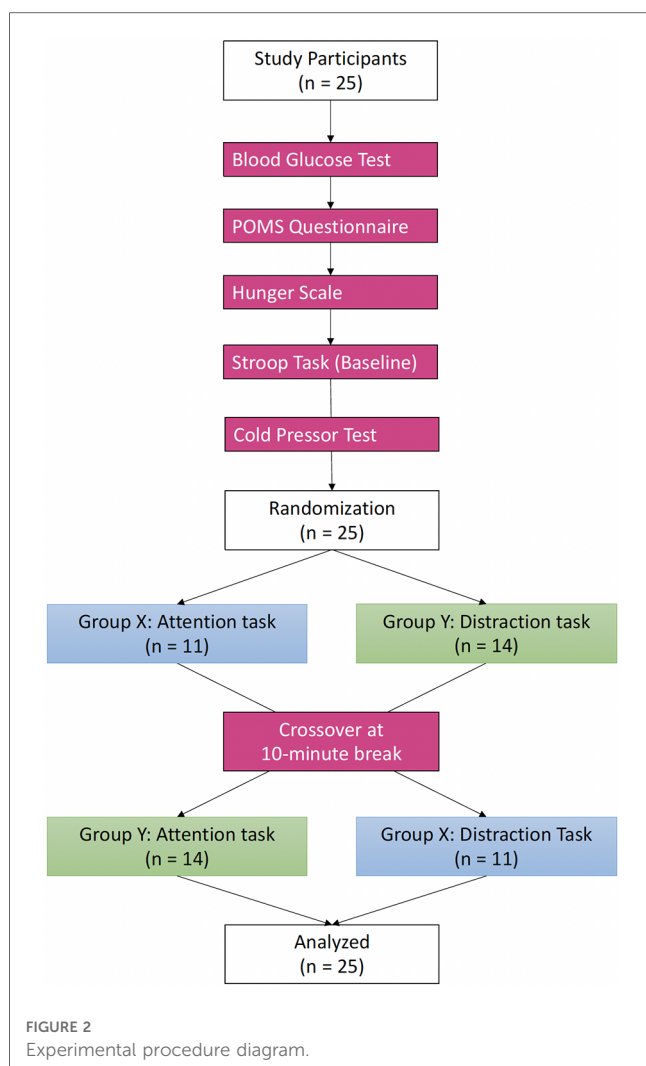 Study Participants
(n = 25)
Blood Glucose Test
POMS Questionnaire
Hunger Scale
Stroop Task (Baseline)
Cold Pressor Test
Randomization
(n = 25)
Group X: Attention task
(n = 11)
Group Y: Distraction task
(n = 14)
Crossover at
10-minute break
Group Y: Attention task
(n = 14)
Group X: Distraction Task
(n = 11)
Analyzed
(n = 25)
FIGURE 2
Experimental procedure diagram.